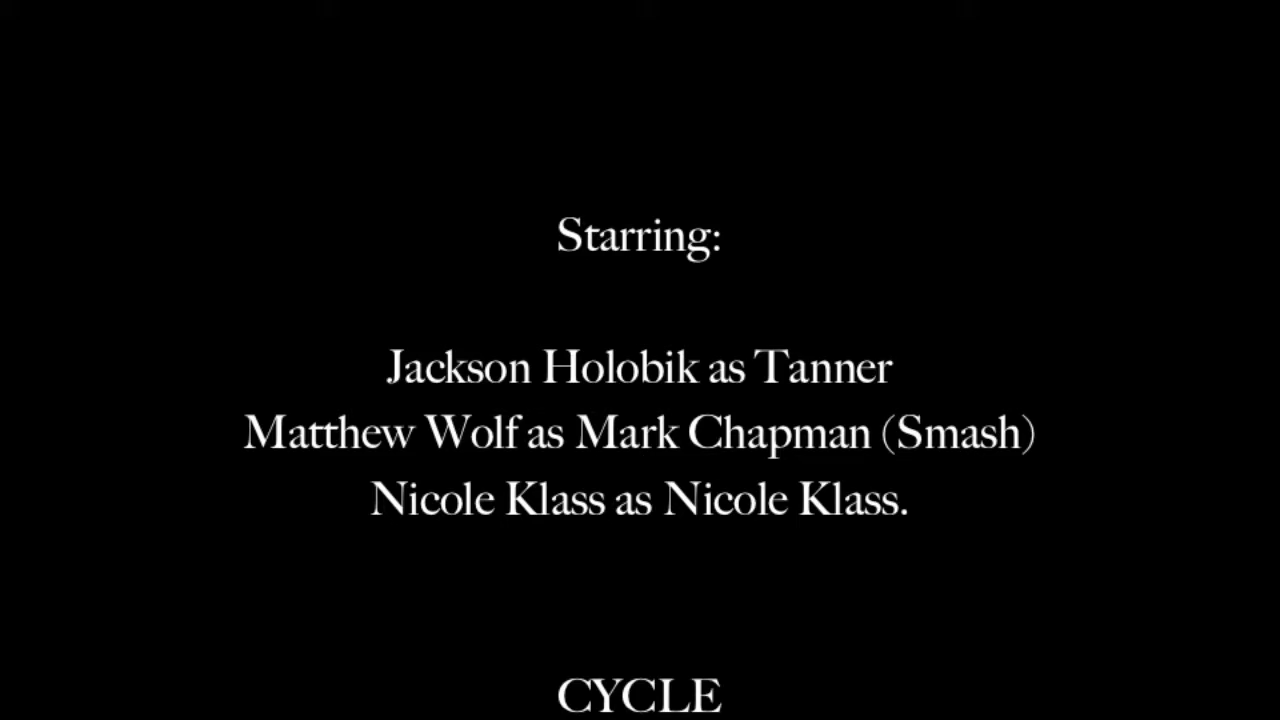 Starring:
Jackson Holobik as Tanner
Matthew Wolf as Mark Chapman (Smash)
Nicole Klass as Nicole Klass.
CYCLE